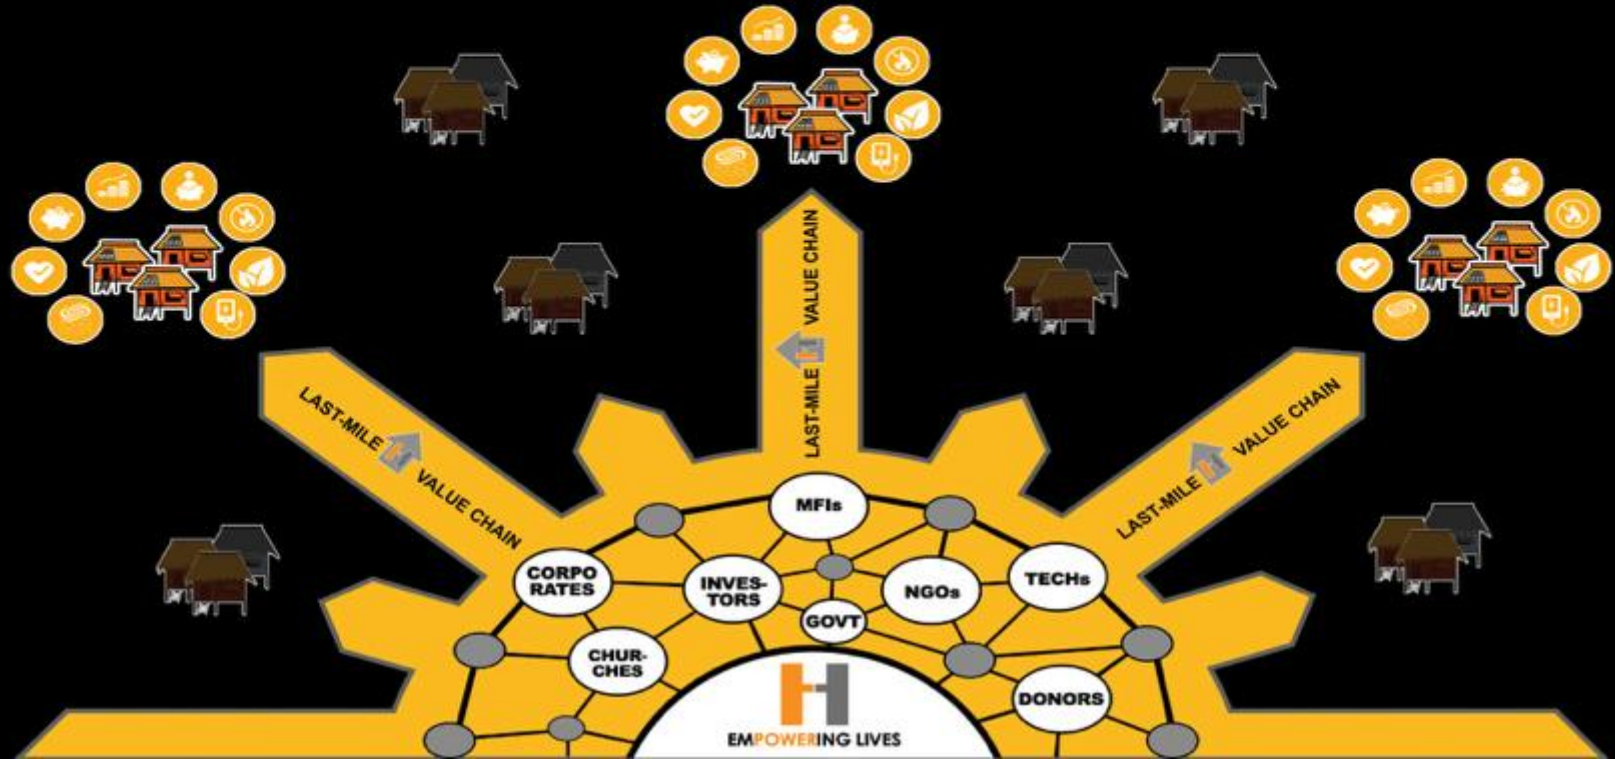 LAST-MILE H VALUE CHAIN
LAST-MILE H VALUE CHAIN
LAST-MILE H VALUE CHAIN
MFIs
CORPO
RATES
INVES-
TORS
NGOs
TECHs
GOVT
CHUR-
CHES
DONORS
H
EMPOWERING LIVES